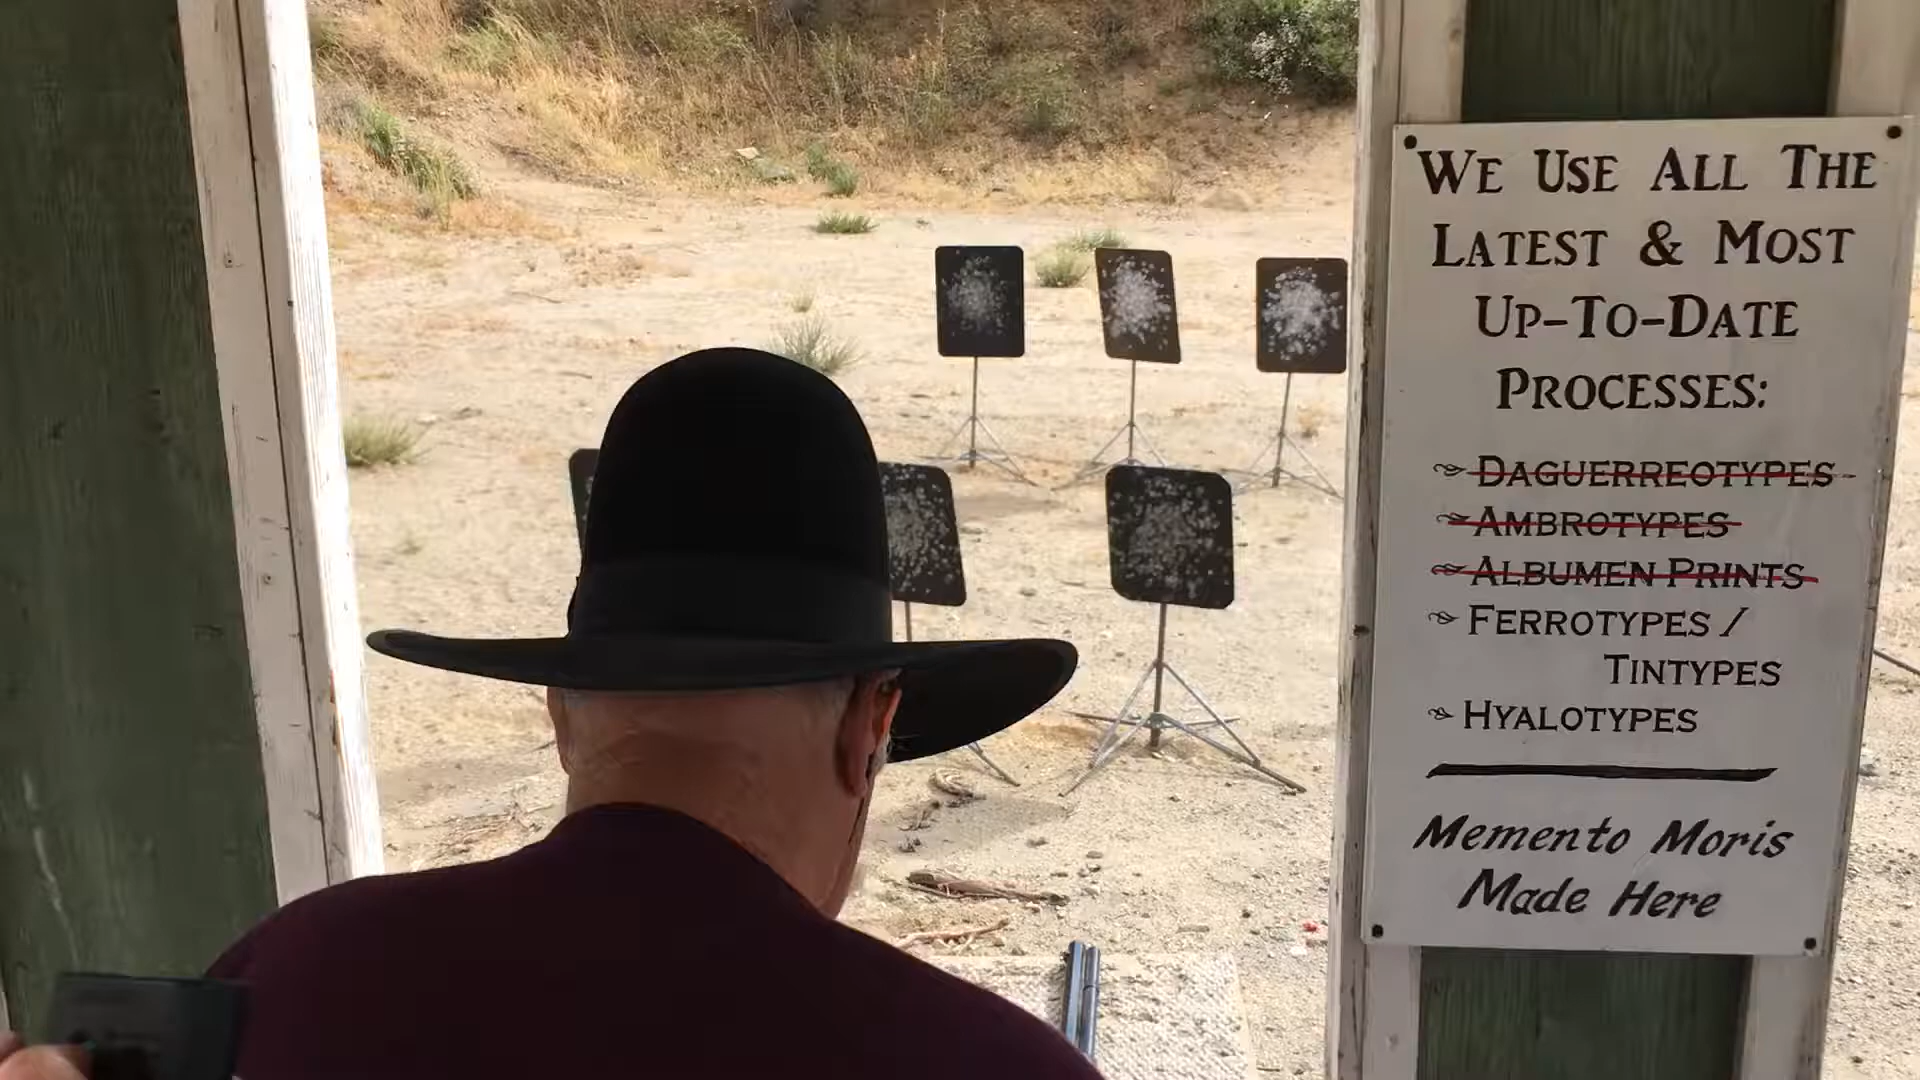 WE USE ALL THE
LATEST & MOST
UP-TO-DATE
PROCESSES:
DAGUERREOTYPES
AMBROTYPES
ALBUMEN PRINTS
FERROTYPES /
TINTYPES
HYALOTYPES
Memento Moris
Made Here